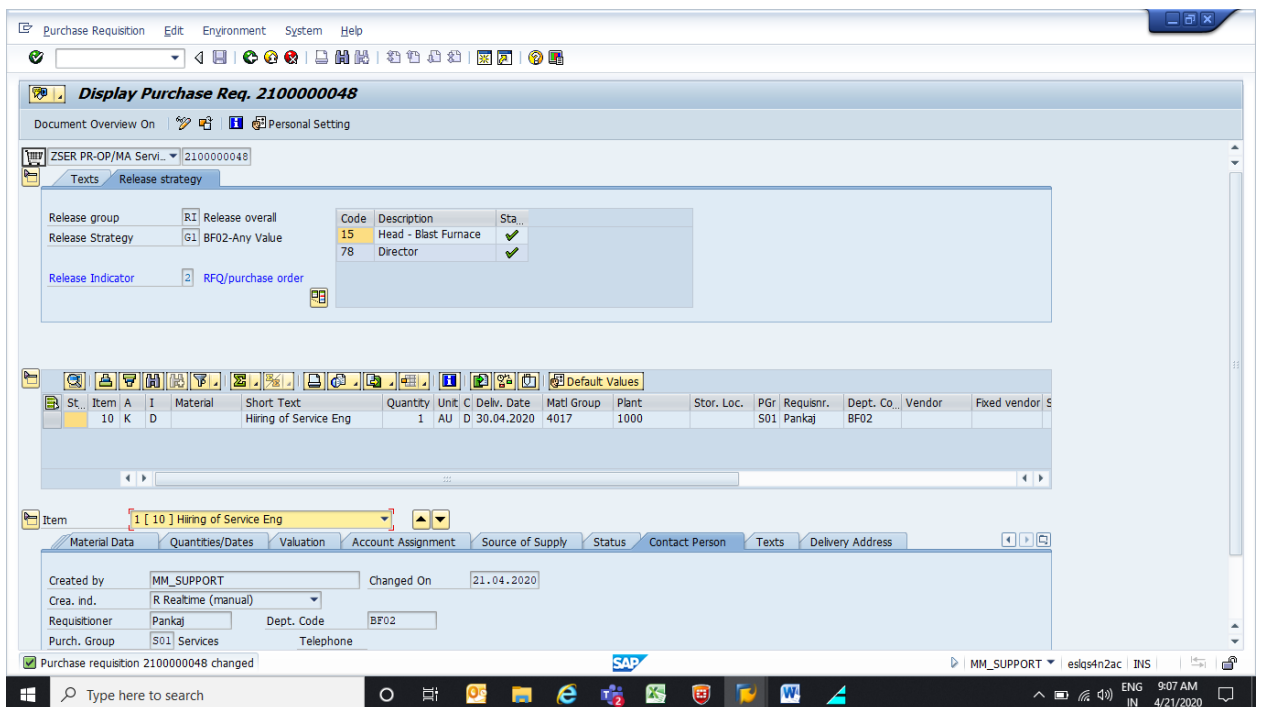 Purchase Requisition Edit Environment System Help
Display Purchase Req. 2100000048
Document Overview On Personal Setting
ZSER PR-OP/MA Servi.. 2100000048
Texts Release strategy
Release group RI Release overall Code Description Sta...
Release Strategy G1 BF02-Any Value 15 Head - Blast Furnace
78 Director
Release Indicator 2 RFQ/purchase order
Default Values
St... Item A I Material Short Text Quantity Unit C Deliv. Date Matl Group Plant Stor. Loc. PGr Requisnr. Dept. Co... Vendor Fixed vendor S
10 K D Hiring of Service Eng 1 AU D 30.04.2020 4017 1000 S01 Pankaj BF02
Item 1 [ 10 ] Hiring of Service Eng
Material Data Quantities/Dates Valuation Account Assignment Source of Supply Status Contact Person Texts Delivery Address
Created by MM_SUPPORT Changed On 21.04.2020
Crea. ind. R Realtime (manual)
Requisitioner Pankaj Dept. Code BF02
Purch. Group S01 Services Telephone
Purchase requisition 2100000048 changed SAP MM_SUPPORT eslqs4n2ac INS
Type here to search ENG 9:07 AM
IN 4/21/2020